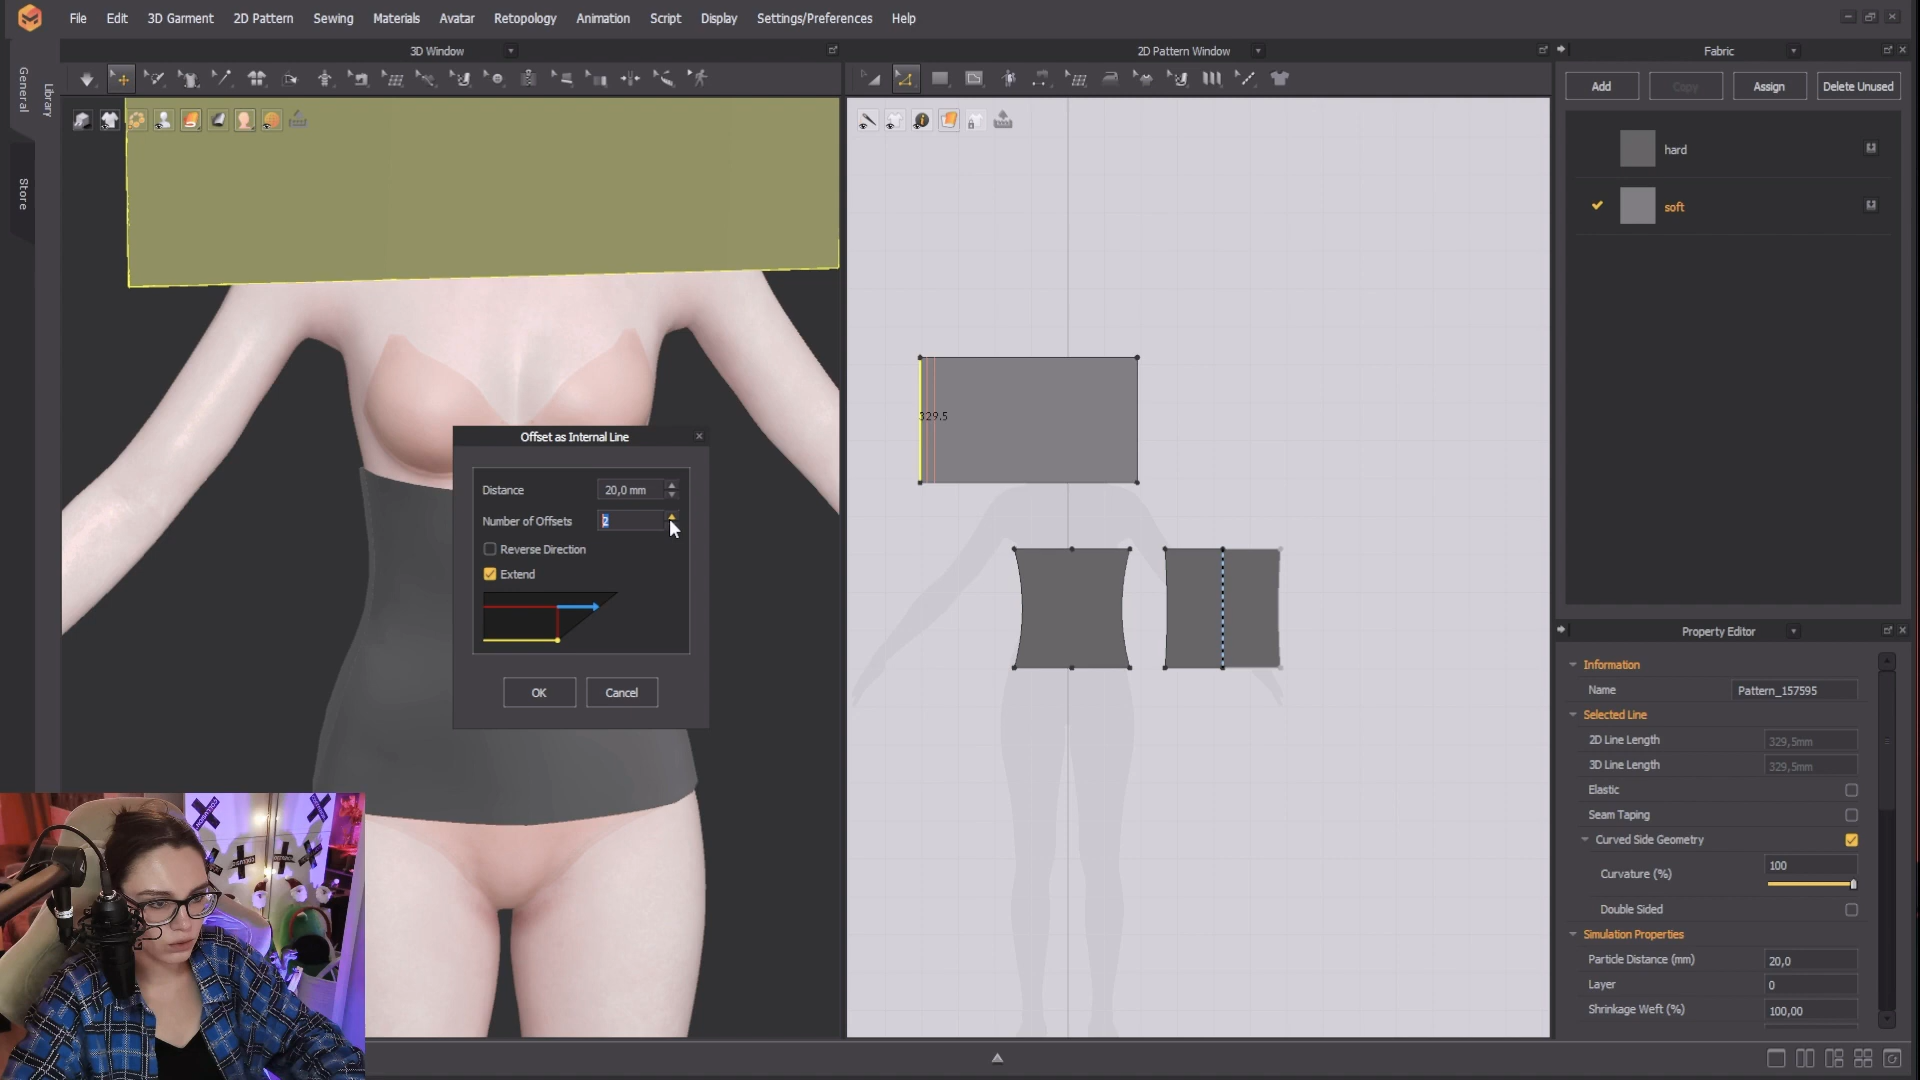 File Edit 3D Garment 2D Pattern Sewing Materials Avatar Retopology Animation Script Display Settings/Preferences Help
General
Library
Store
3D Window
2D Pattern Window
Fabric
Add Copy Assign Delete Unused
hard
soft
329.5
Offset as Internal Line
Distance 20,0 mm
Number of Offsets 2
Reverse Direction
Extend
OK Cancel
Property Editor
Information
Name Pattern_157595
Selected Line
2D Line Length 329,5mm
3D Line Length 329,5mm
Elastic
Seam Taping
Curved Side Geometry
Curvature (%) 100
Double Sided
Simulation Properties
Particle Distance (mm) 20,0
Layer 0
Shrinkage Weft (%) 100,00